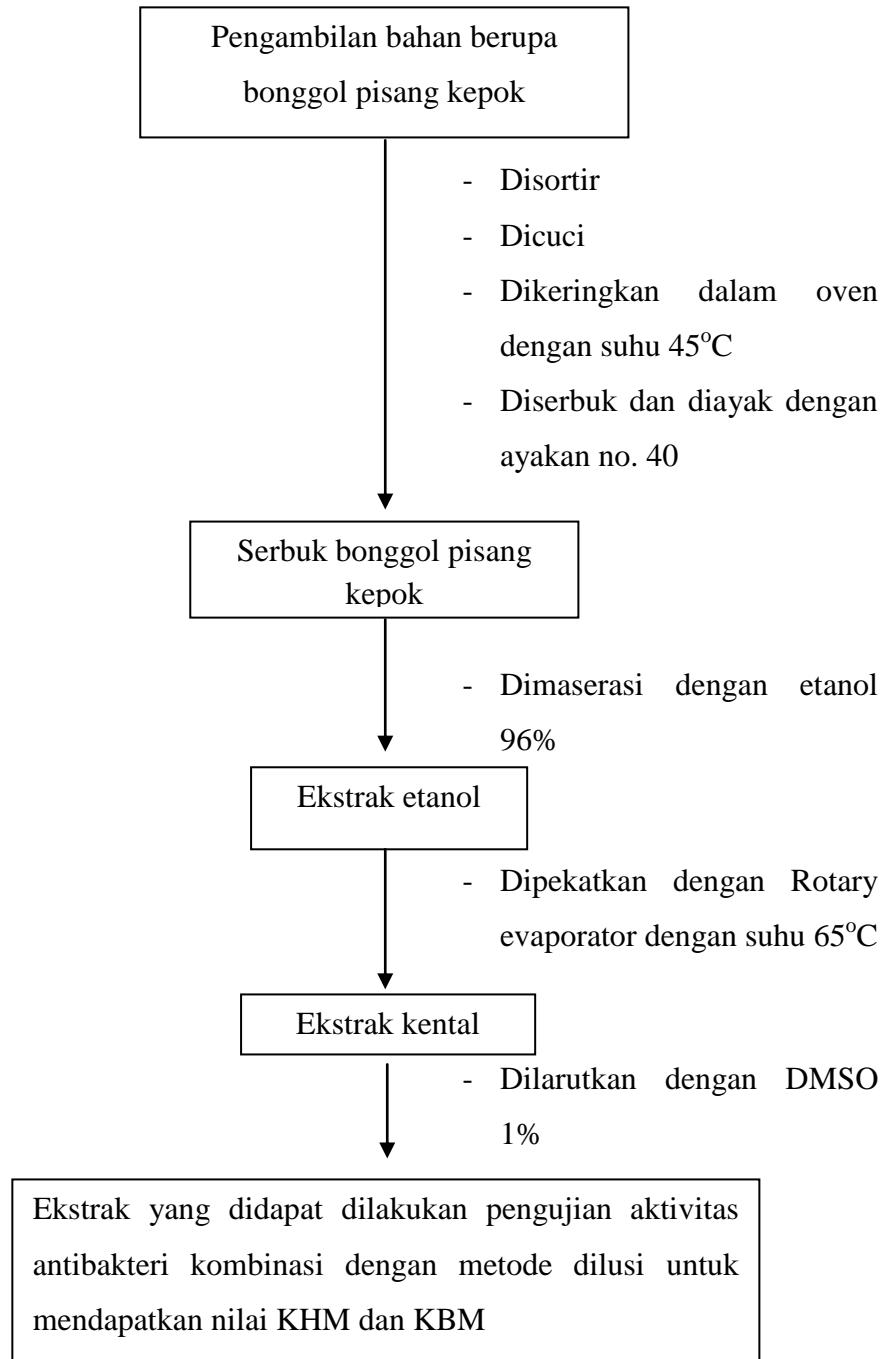 Pengambilan bahan berupa
bonggol pisang kepok
- Disortir
- Dicuci
- Dikeringkan dalam oven
dengan suhu 45°C
- Diserbuk dan diayak dengan
ayakan no. 40
Serbuk bonggol pisang
kepok
- Dimaserasi dengan etanol
96%
Ekstrak etanol
- Dipekatkan dengan Rotary
evaporator dengan suhu 65°C
Ekstrak kental
- Dilarutkan dengan DMSO
1%
Ekstrak yang didapat dilakukan pengujian aktivitas
antibakteri kombinasi dengan metode dilusi untuk
mendapatkan nilai KHM dan KBM